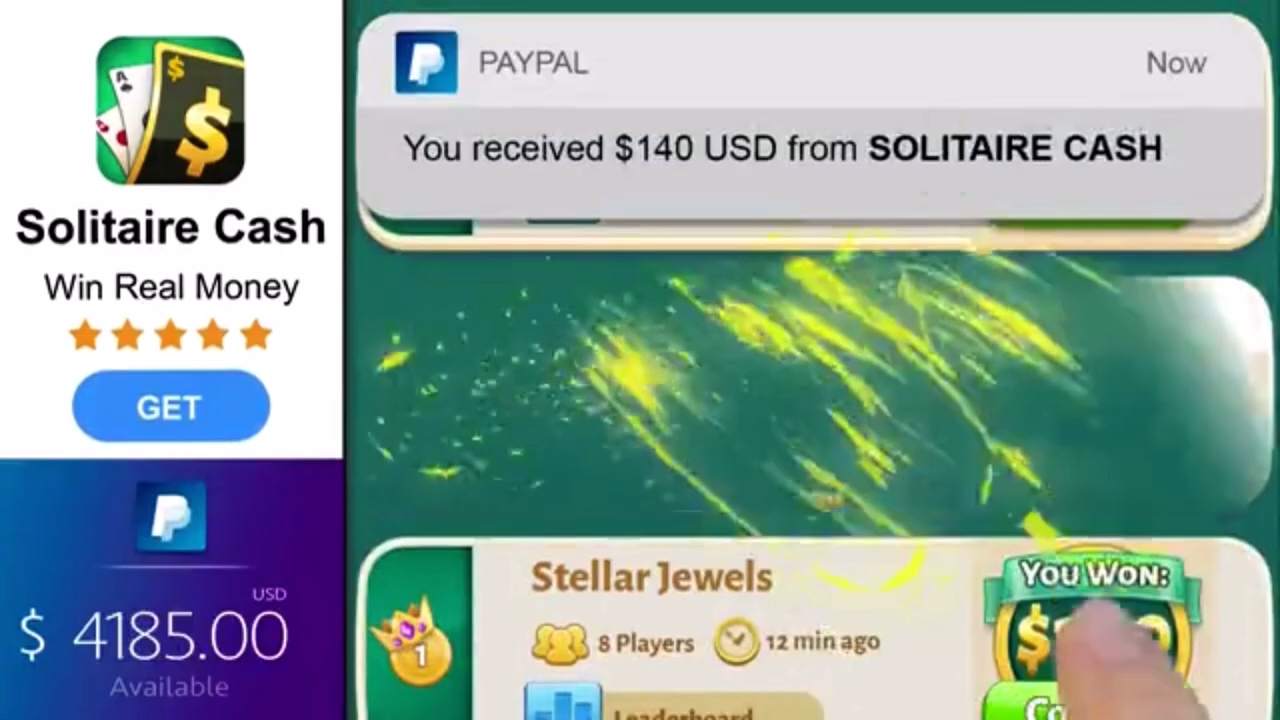 Solitaire Cash
Win Real Money
GET
USD
$ 4185.00
Available
PAYPAL
Now
You received $140 USD from SOLITAIRE CASH
Stellar Jewels
8 Players
12 min ago
1
YOU WON:
$
Leaderboard